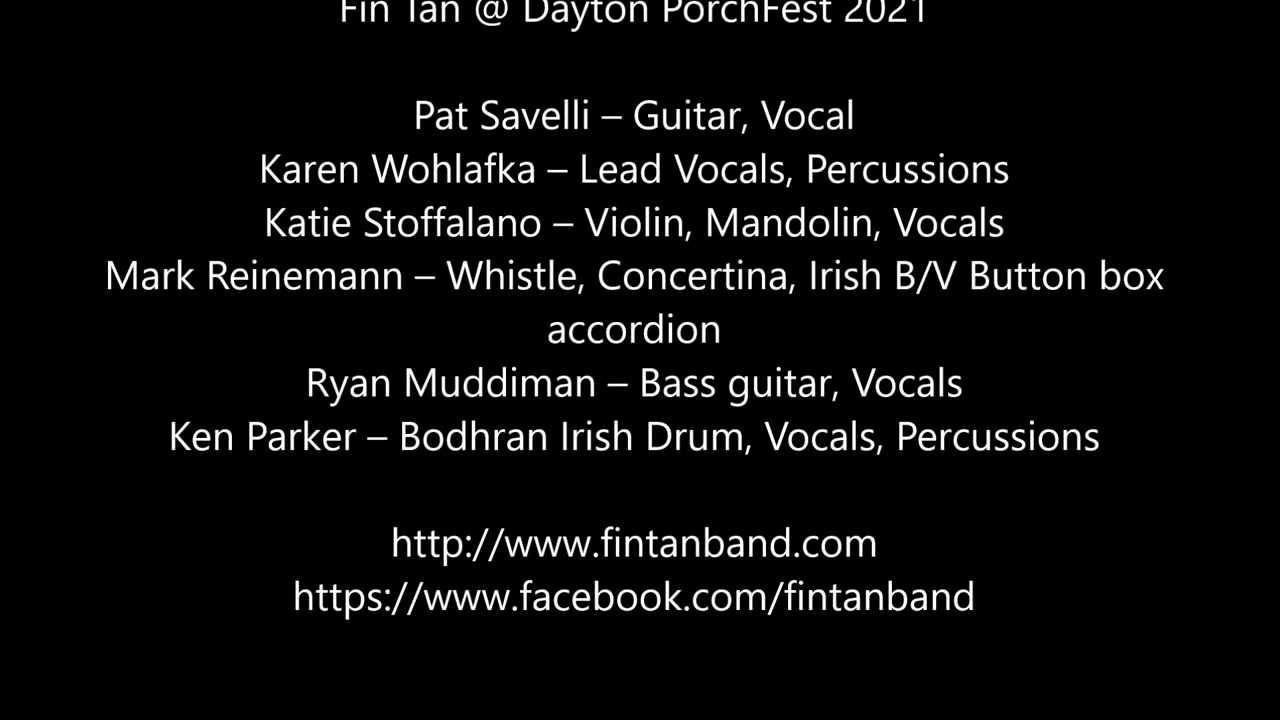 Fin Tan @ Dayton PorchFest 2021
Pat Savelli – Guitar, Vocal
Karen Wohlafka – Lead Vocals, Percussions
Katie Stoffalano – Violin, Mandolin, Vocals
Mark Reinemann – Whistle, Concertina, Irish B/V Button box
accordion
Ryan Muddiman – Bass guitar, Vocals
Ken Parker – Bodhran Irish Drum, Vocals, Percussions
http://www.fintanband.com
https://www.facebook.com/fintanband